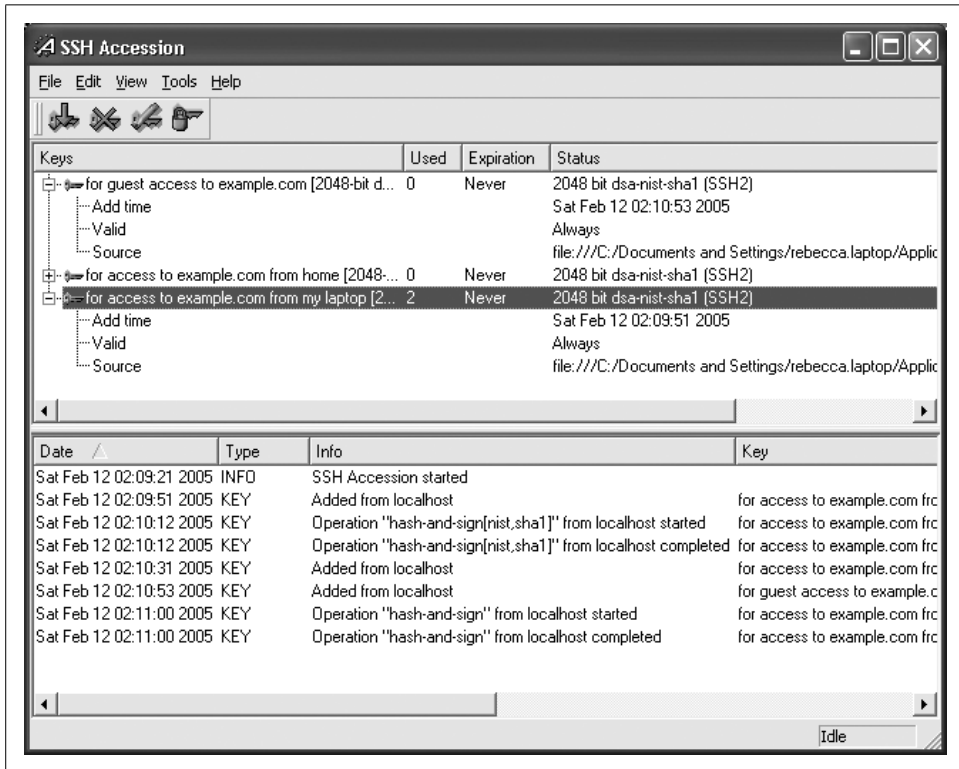 SSH Accession
File Edit View Tools Help
Keys Used Expiration Status
for guest access to example.com [2048-bit d... 0 Never 2048 bit dsa-nist-sha1 (SSH2)
Add time Sat Feb 12 02:10:53 2005
Valid Always
Source file:///C:/Documents and Settings/rebecca.laptop/Applic
for access to example.com from home [2048-... 0 Never 2048 bit dsa-nist-sha1 (SSH2)
for access to example.com from my laptop [2... 2 Never 2048 bit dsa-nist-sha1 (SSH2)
Add time Sat Feb 12 02:09:51 2005
Valid Always
Source file:///C:/Documents and Settings/rebecca.laptop/Applic
Date Type Info Key
Sat Feb 12 02:09:21 2005 INFO SSH Accession started
Sat Feb 12 02:09:51 2005 KEY Added from localhost for access to example.com frc
Sat Feb 12 02:10:12 2005 KEY Operation "hash-and-sign[nist,sha1]" from localhost started for access to example.com frc
Sat Feb 12 02:10:12 2005 KEY Operation "hash-and-sign[nist,sha1]" from localhost completed for access to example.com frc
Sat Feb 12 02:10:31 2005 KEY Added from localhost for access to example.com frc
Sat Feb 12 02:10:53 2005 KEY Added from localhost for guest access to example.c
Sat Feb 12 02:11:00 2005 KEY Operation "hash-and-sign" from localhost started for access to example.com frc
Sat Feb 12 02:11:00 2005 KEY Operation "hash-and-sign" from localhost completed for access to example.com frc
Idle